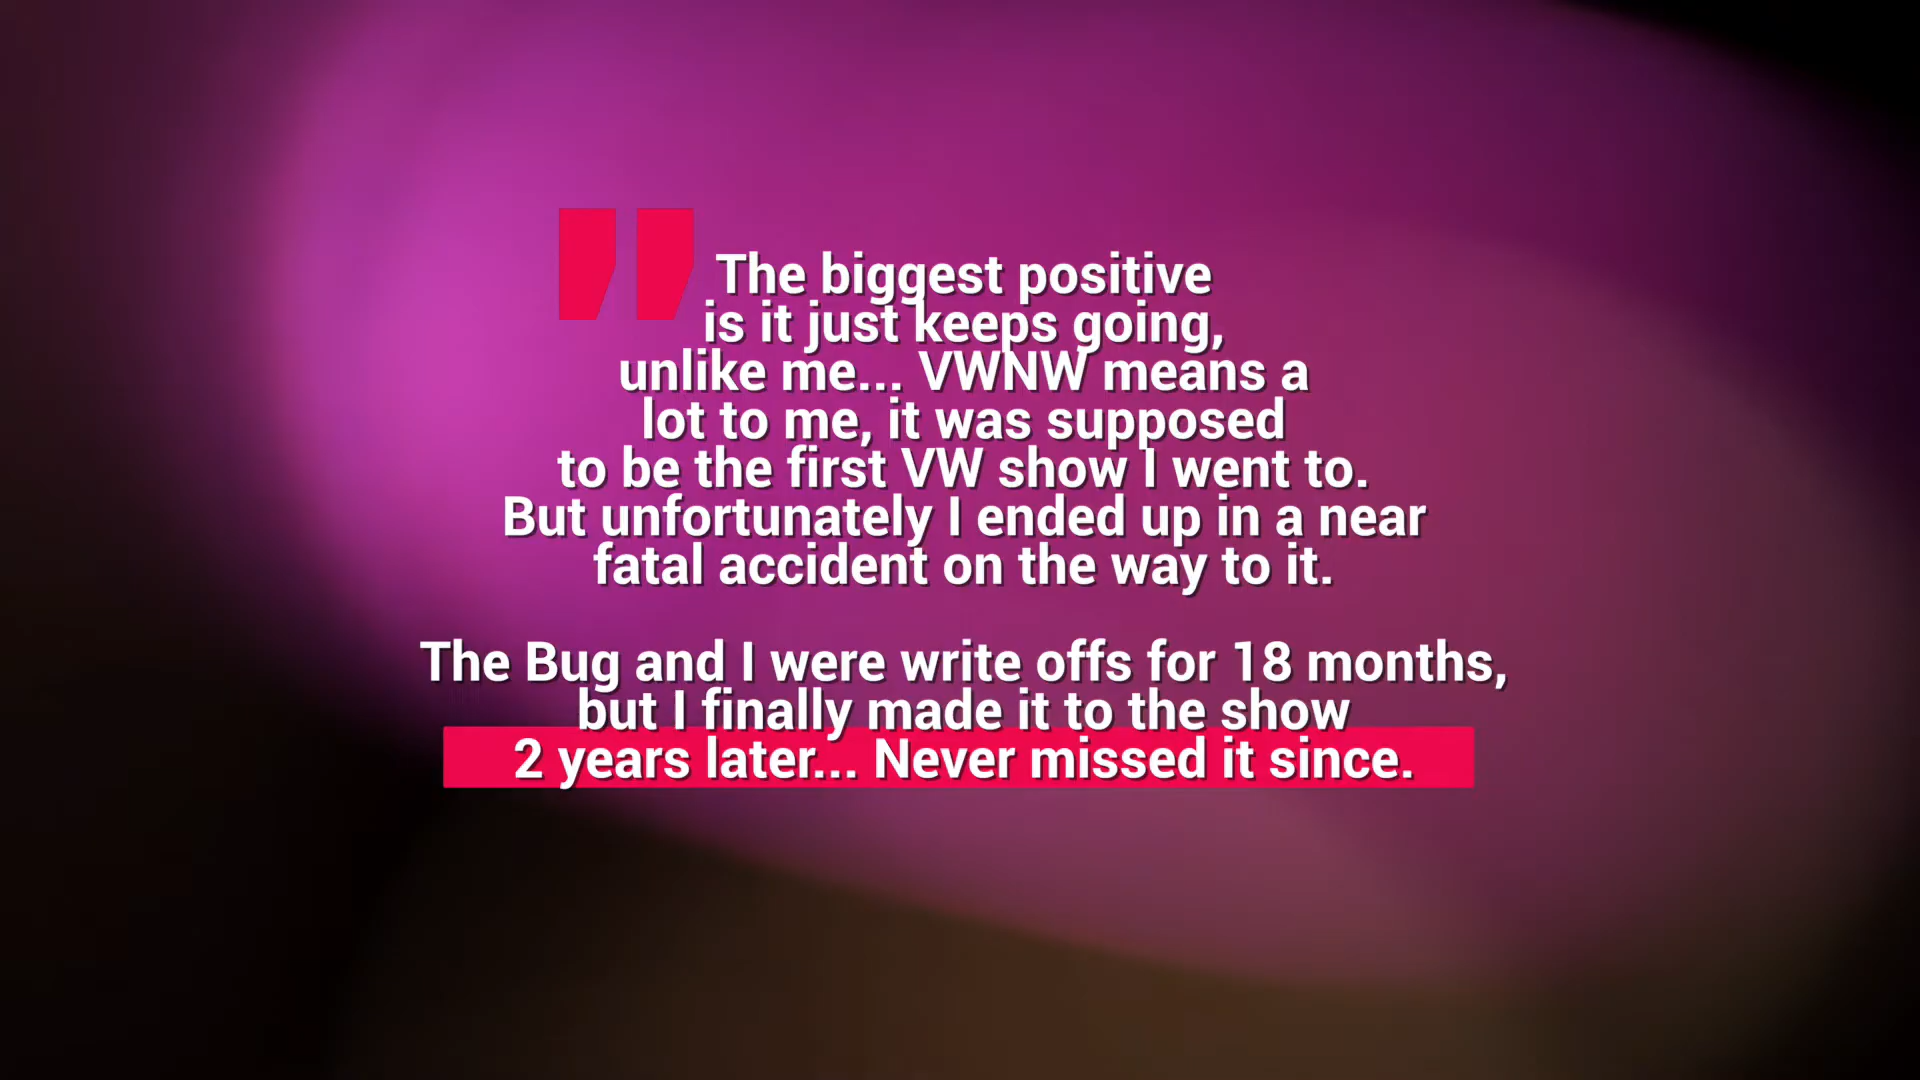 The biggest positive
is it just keeps going,
unlike me... VWNW means a
lot to me, it was supposed
to be the first VW show I went to.
But unfortunately I ended up in a near
fatal accident on the way to it.
The Bug and I were write offs for 18 months,
but I finally made it to the show
2 years later... Never missed it since.